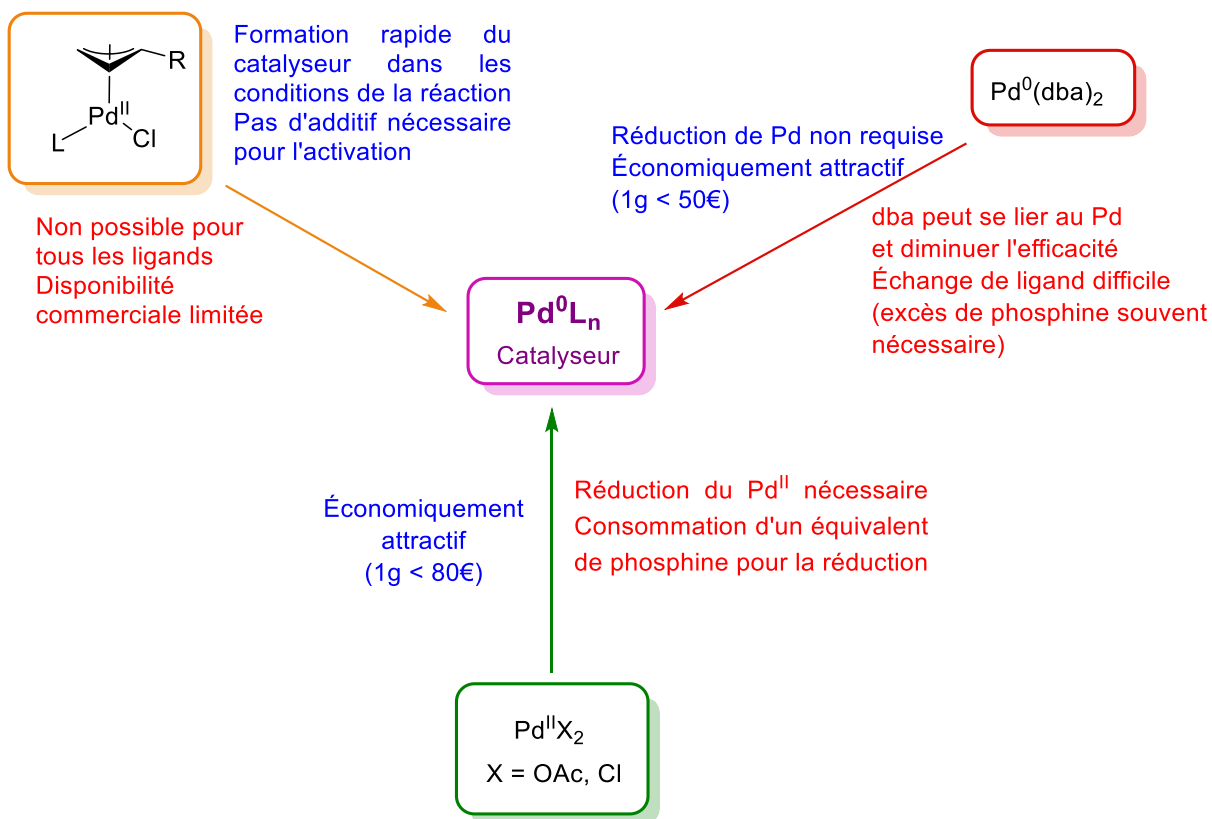 R
Pd^II
L
Cl
Formation rapide du
catalyseur dans les
conditions de la réaction
Pas d'additif nécessaire
pour l'activation
Non possible pour
tous les ligands
Disponibilité
commerciale limitée
Pd^0(dba)_2
Réduction de Pd non requise
Économiquement attractif
(1g < 50€)
dba peut se lier au Pd
et diminuer l'efficacité
Échange de ligand difficile
(excès de phosphine souvent
nécessaire)
Pd^0L_n
Catalyseur
Économiquement
attractif
(1g < 80€)
Réduction du Pd^II nécessaire
Consommation d'un équivalent
de phosphine pour la réduction
Pd^IIX_2
X = OAc, Cl